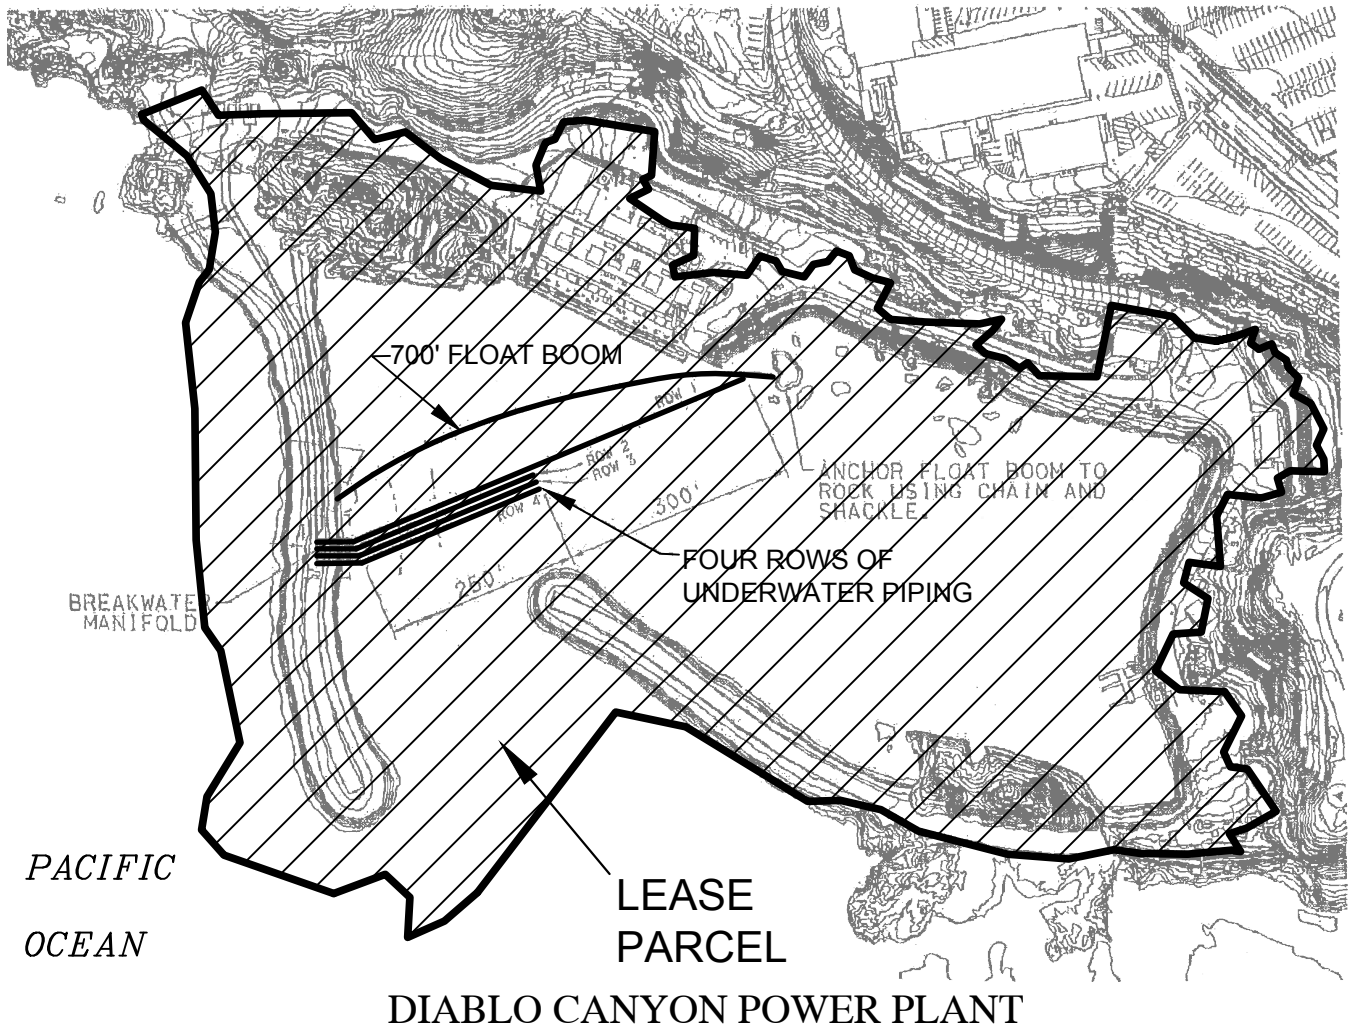 700' FLOAT BOOM
ROW 1
ROW 2
ROW 3
ROW 4
300'
250'
ANCHOR FLOAT BOOM TO
ROCK USING CHAIN AND
SHACKLE.
FOUR ROWS OF
UNDERWATER PIPING
BREAKWATE
MANIFOLD
PACIFIC
OCEAN
LEASE
PARCEL
DIABLO CANYON POWER PLANT